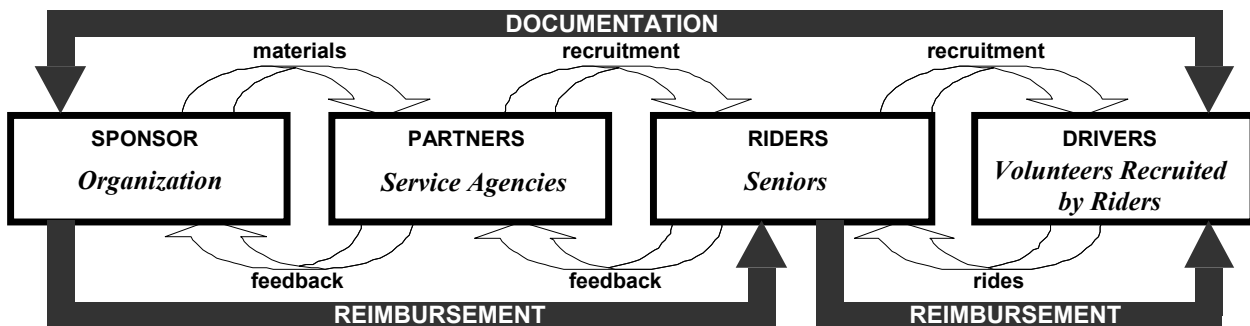 DOCUMENTATION
materials
recruitment
recruitment
SPONSOR
Organization
PARTNERS
Service Agencies
RIDERS
Seniors
DRIVERS
Volunteers Recruited
by Riders
feedback
feedback
rides
REIMBURSEMENT
REIMBURSEMENT